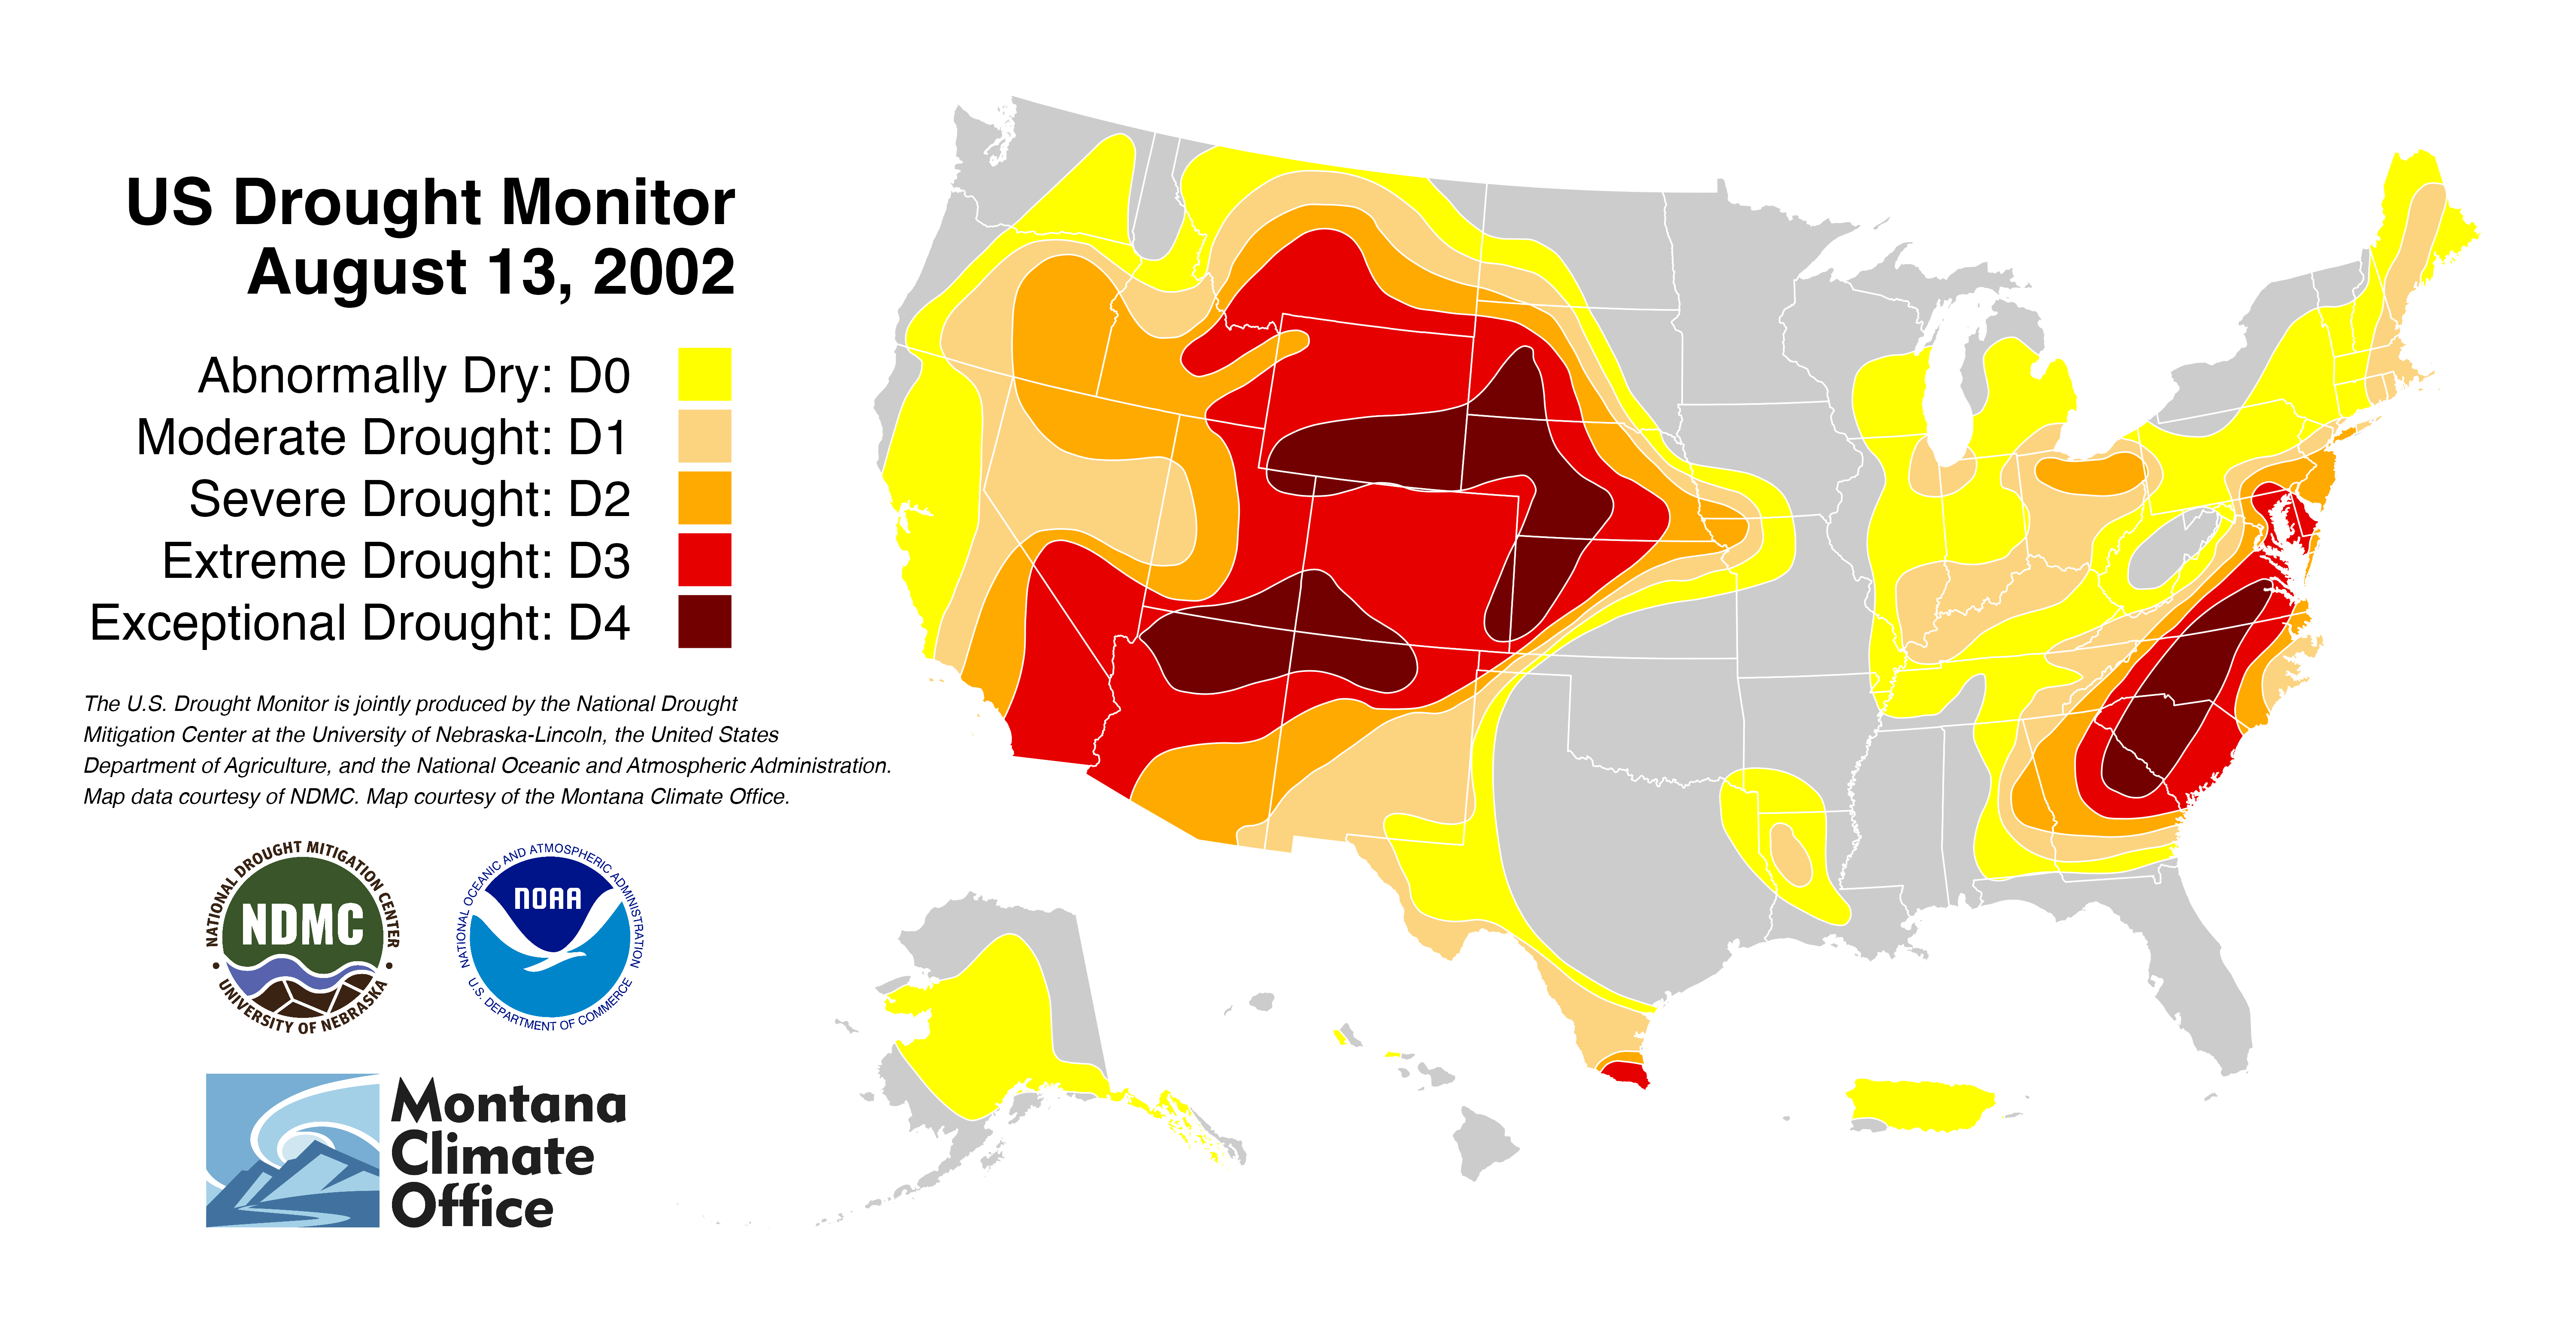 US Drought Monitor
August 13, 2002
Abnormally Dry: D0
Moderate Drought: D1
Severe Drought: D2
Extreme Drought: D3
Exceptional Drought: D4
The U.S. Drought Monitor is jointly produced by the National Drought
Mitigation Center at the University of Nebraska-Lincoln, the United States
Department of Agriculture, and the National Oceanic and Atmospheric Administration.
Map data courtesy of NDMC. Map courtesy of the Montana Climate Office.
NATIONAL DROUGHT MITIGATION CENTER
NDMC
• UNIVERSITY OF NEBRASKA •
NATIONAL OCEANIC AND ATMOSPHERIC ADMINISTRATION
NOAA
U.S. DEPARTMENT OF COMMERCE
Montana
Climate
Office